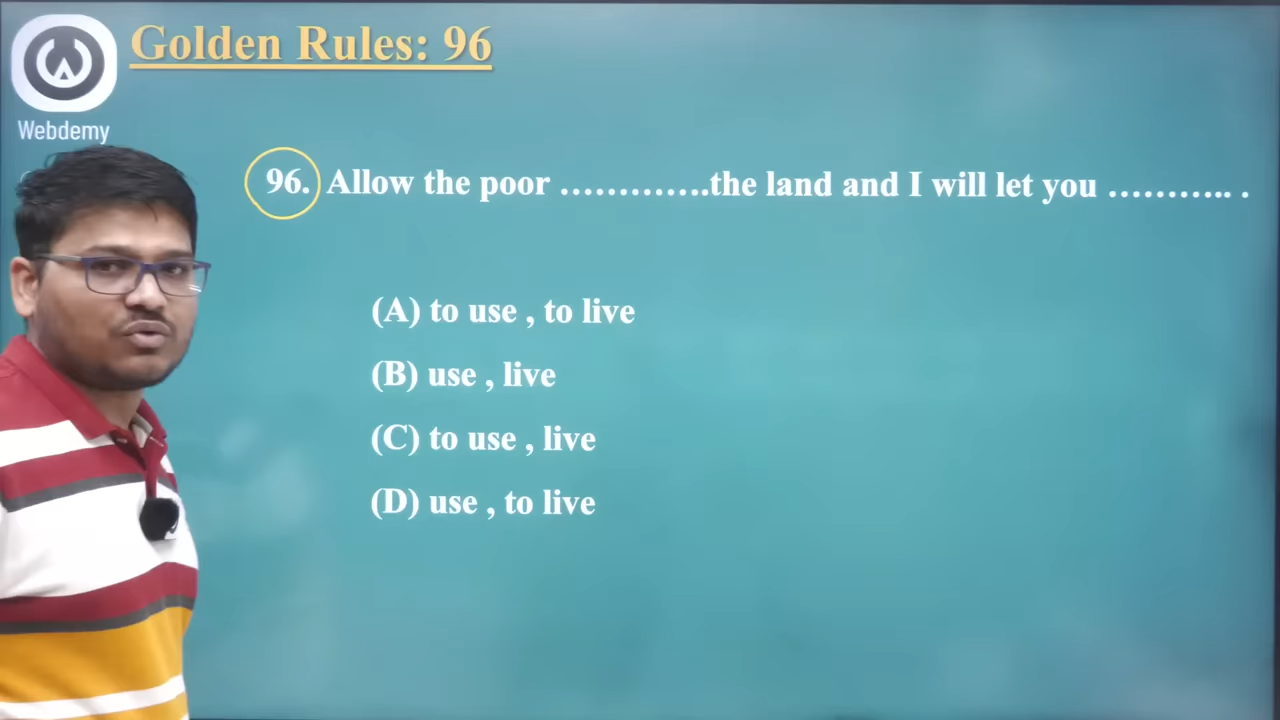 Golden Rules: 96
Webdemy
96. Allow the poor .............the land and I will let you ........... .
(A) to use , to live
(B) use , live
(C) to use , live
(D) use , to live